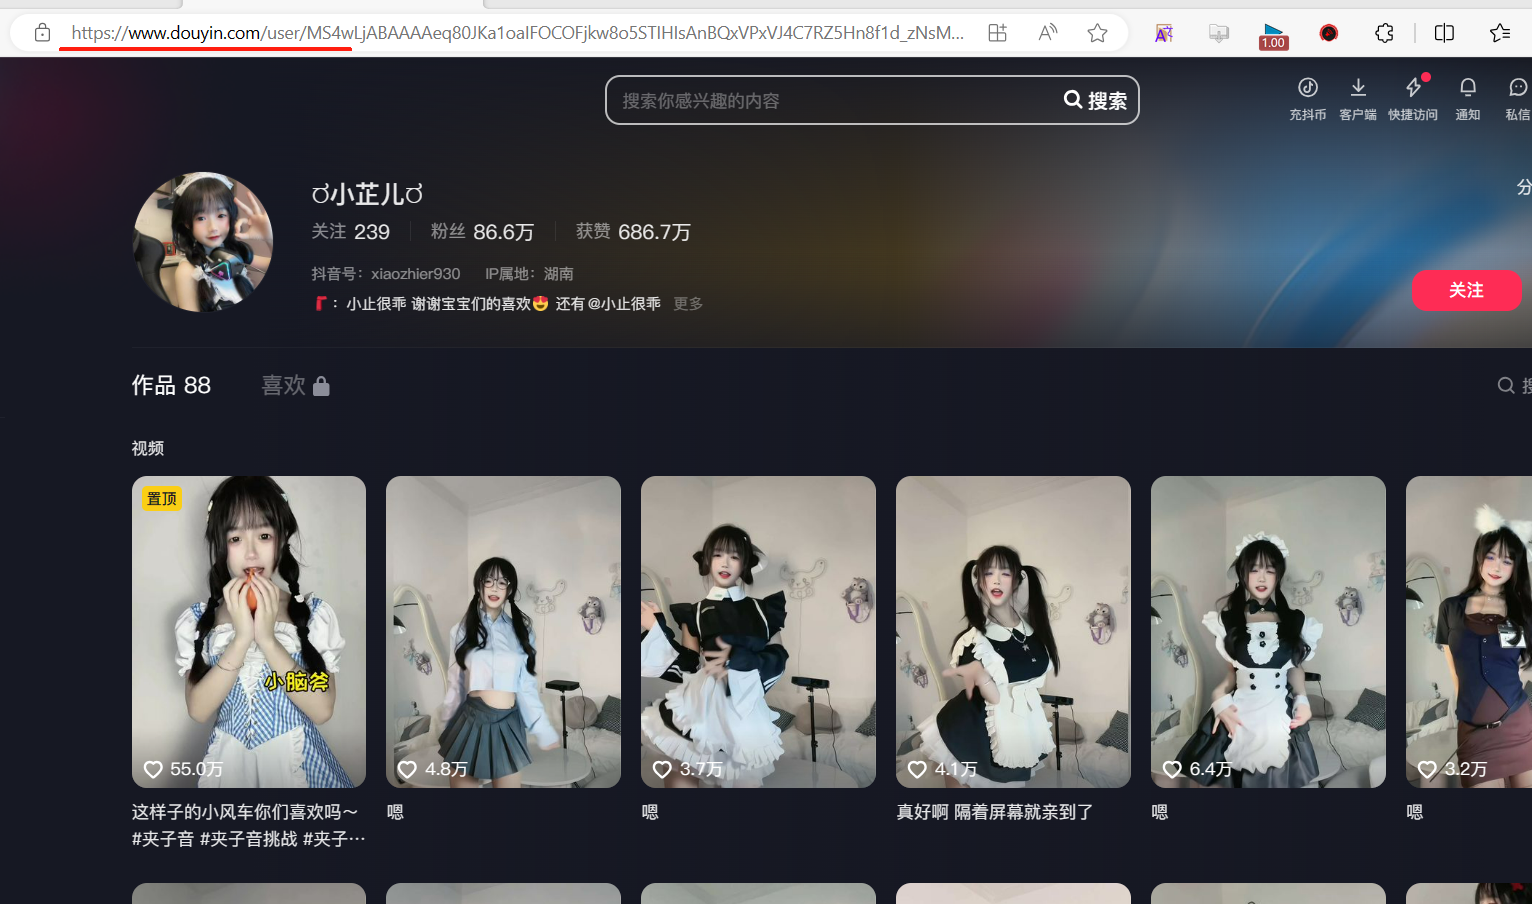 https://www.douyin.com/user/MS4wLjABAAAAeq80JKa1oalFOCOFjkw8o5STIHIsAnBQxVPxVJ4C7RZ5Hn8f1d_zNsM...
1.00
搜索你感兴趣的内容
搜索
充抖币
客户端
快捷访问
通知
私信
ఠ小芷儿ఠ
分
关注 239
粉丝 86.6万
获赞 686.7万
抖音号：xiaozhier930 IP属地：湖南
：小止很乖 谢谢宝宝们的喜欢😍 还有@小止很乖 更多
关注
作品 88
喜欢
搜
视频
置顶
小脑斧
55.0万
4.8万
3.7万
4.1万
6.4万
3.2万
这样子的小风车你们喜欢吗～
#夹子音 #夹子音挑战 #夹子…
嗯
嗯
真好啊 隔着屏幕就亲到了
嗯
嗯